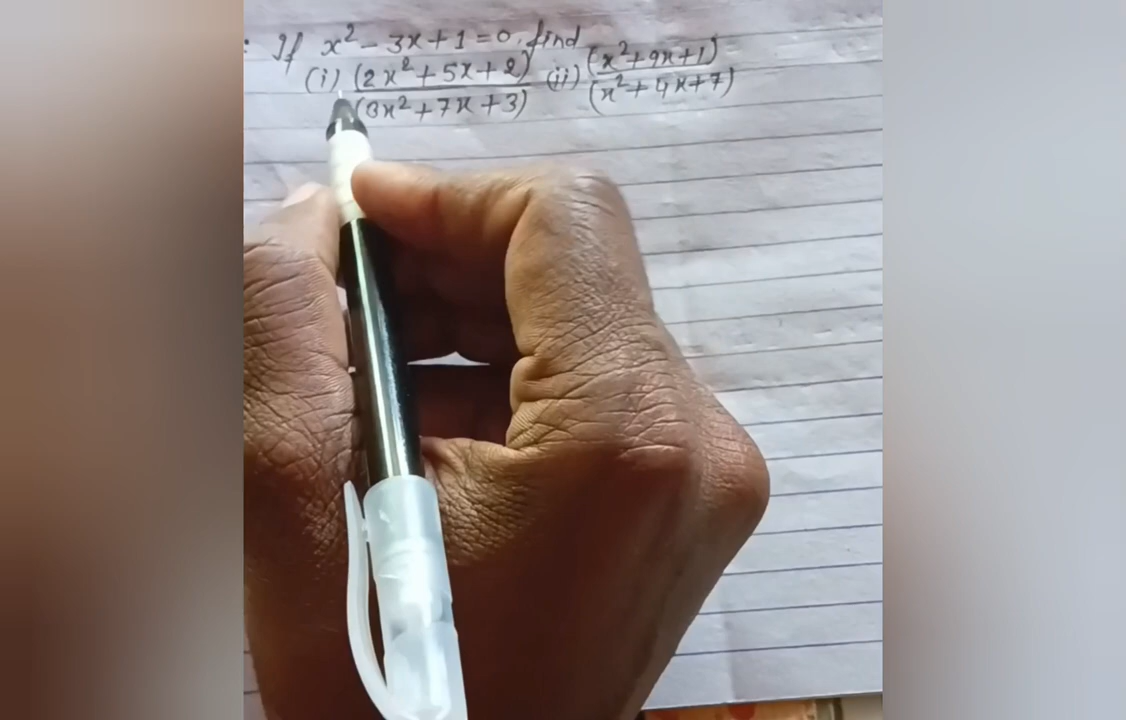 : If x² - 3x + 1 = 0. find
(i) (2x² + 5x + 2) / (3x² + 7x + 3) (ii) (x² + 9x + 1) / (x² + 4x + 7)